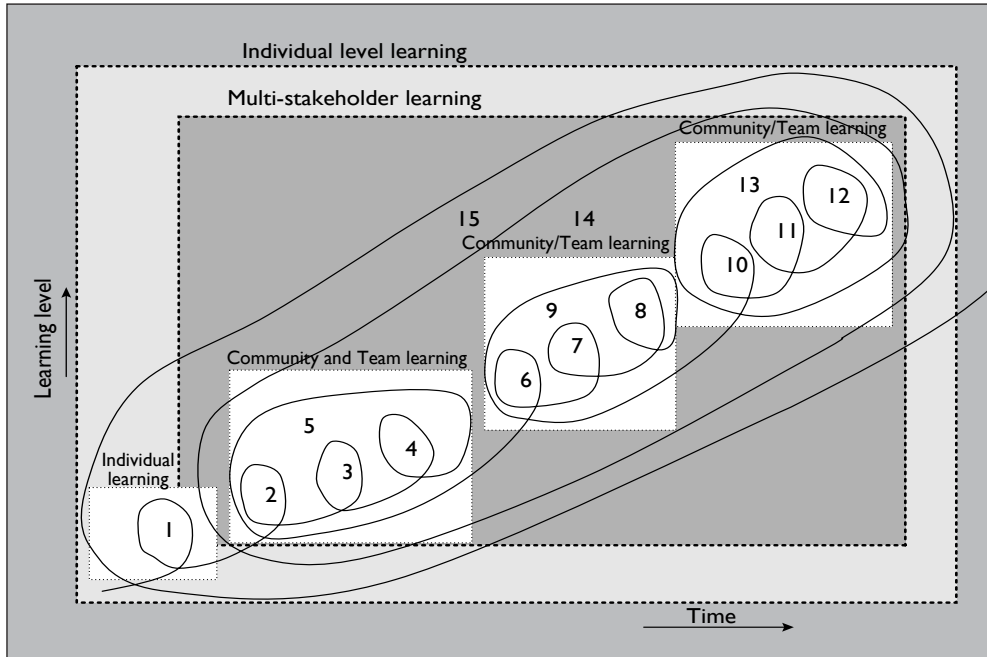 Individual level learning
Multi-stakeholder learning
Community/Team learning
13
12
11
10
15
14
Community/Team learning
9
8
7
6
Learning level
Community and Team learning
5
4
3
2
Individual
learning
1
Time